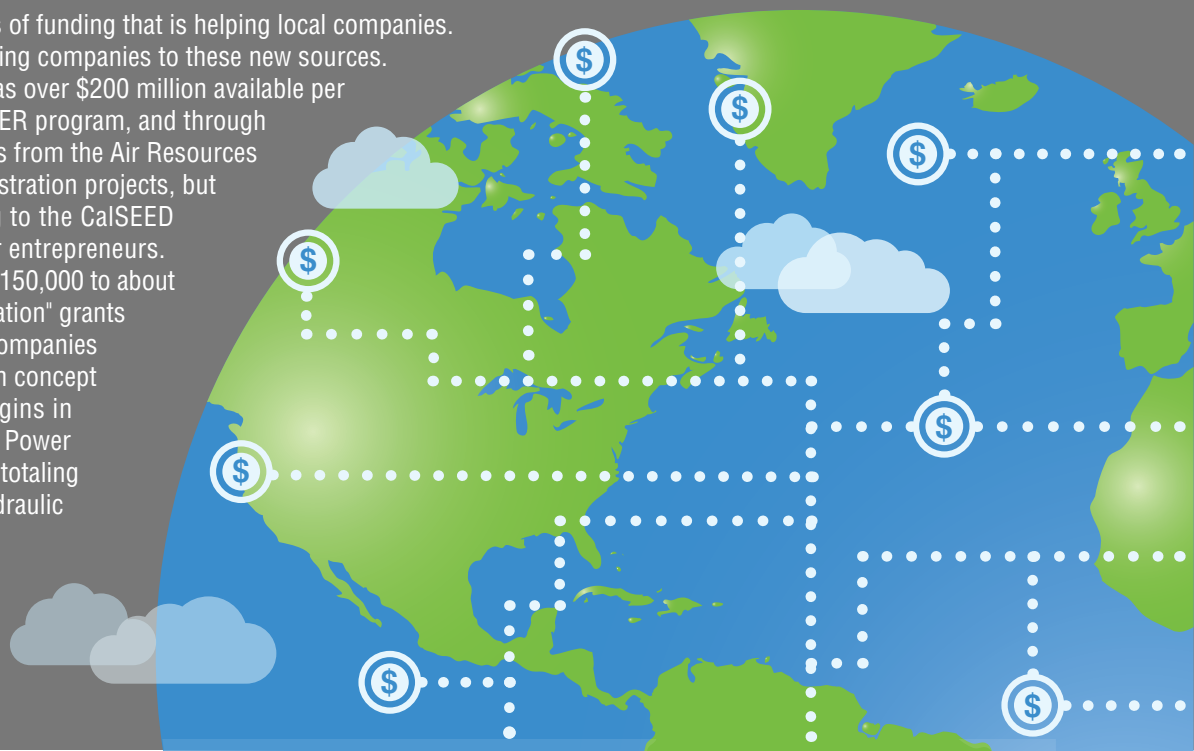 s of funding that is helping local companies.
ing companies to these new sources.
as over $200 million available per
ER program, and through
s from the Air Resources
stration projects, but
to the CalSEED
r entrepreneurs.
150,000 to about
ation" grants
ompanies
n concept
gins in
Power
totaling
draulic
$
$
$
$
$
$
$
$